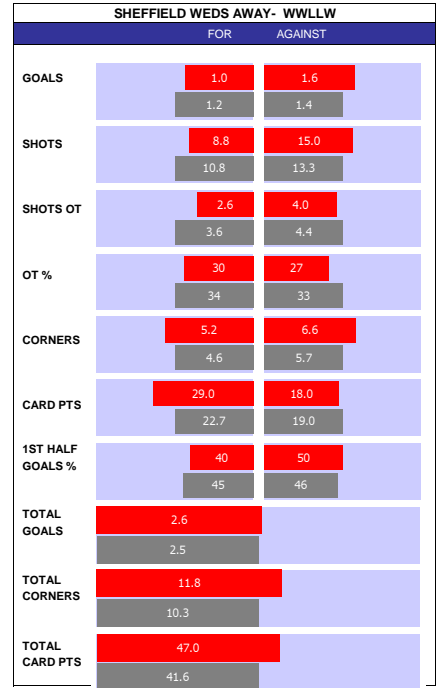 SHEFFIELD WEDS AWAY- WWLLW
FOR AGAINST
GOALS
1.0 1.6
1.2 1.4
SHOTS
8.8 15.0
10.8 13.3
SHOTS OT
2.6 4.0
3.6 4.4
OT %
30 27
34 33
CORNERS
5.2 6.6
4.6 5.7
CARD PTS
29.0 18.0
22.7 19.0
1ST HALF
GOALS %
40 50
45 46
TOTAL
GOALS
2.6
2.5
TOTAL
CORNERS
11.8
10.3
TOTAL
CARD PTS
47.0
41.6